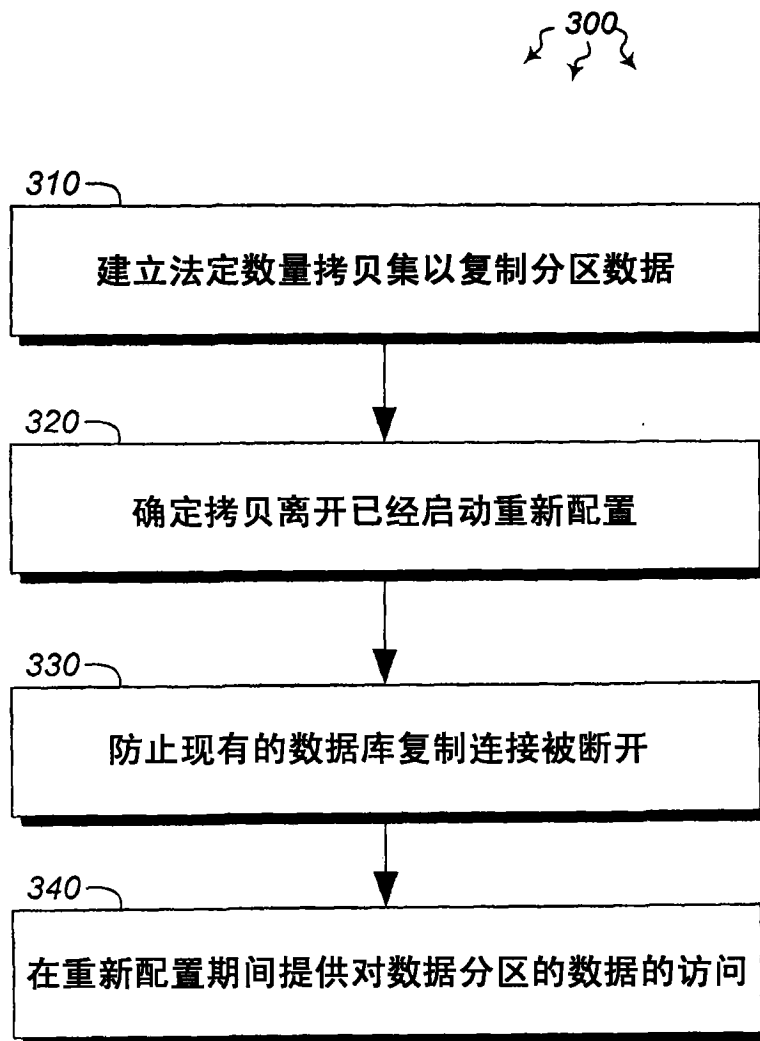 300
310
建立法定数量拷贝集以复制分区数据
320
确定拷贝离开已经启动重新配置
330
防止现有的数据库复制连接被断开
340
在重新配置期间提供对数据分区的数据的访问